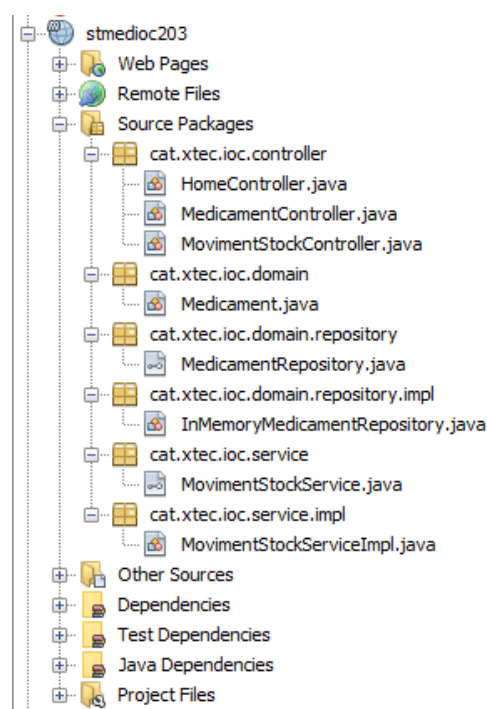 stmedioc203
Web Pages
Remote Files
Source Packages
cat.xtec.ioc.controller
HomeController.java
MedicamentController.java
MovimentStockController.java
cat.xtec.ioc.domain
Medicament.java
cat.xtec.ioc.domain.repository
MedicamentRepository.java
cat.xtec.ioc.domain.repository.impl
InMemoryMedicamentRepository.java
cat.xtec.ioc.service
MovimentStockService.java
cat.xtec.ioc.service.impl
MovimentStockServiceImpl.java
Other Sources
Dependencies
Test Dependencies
Java Dependencies
Project Files